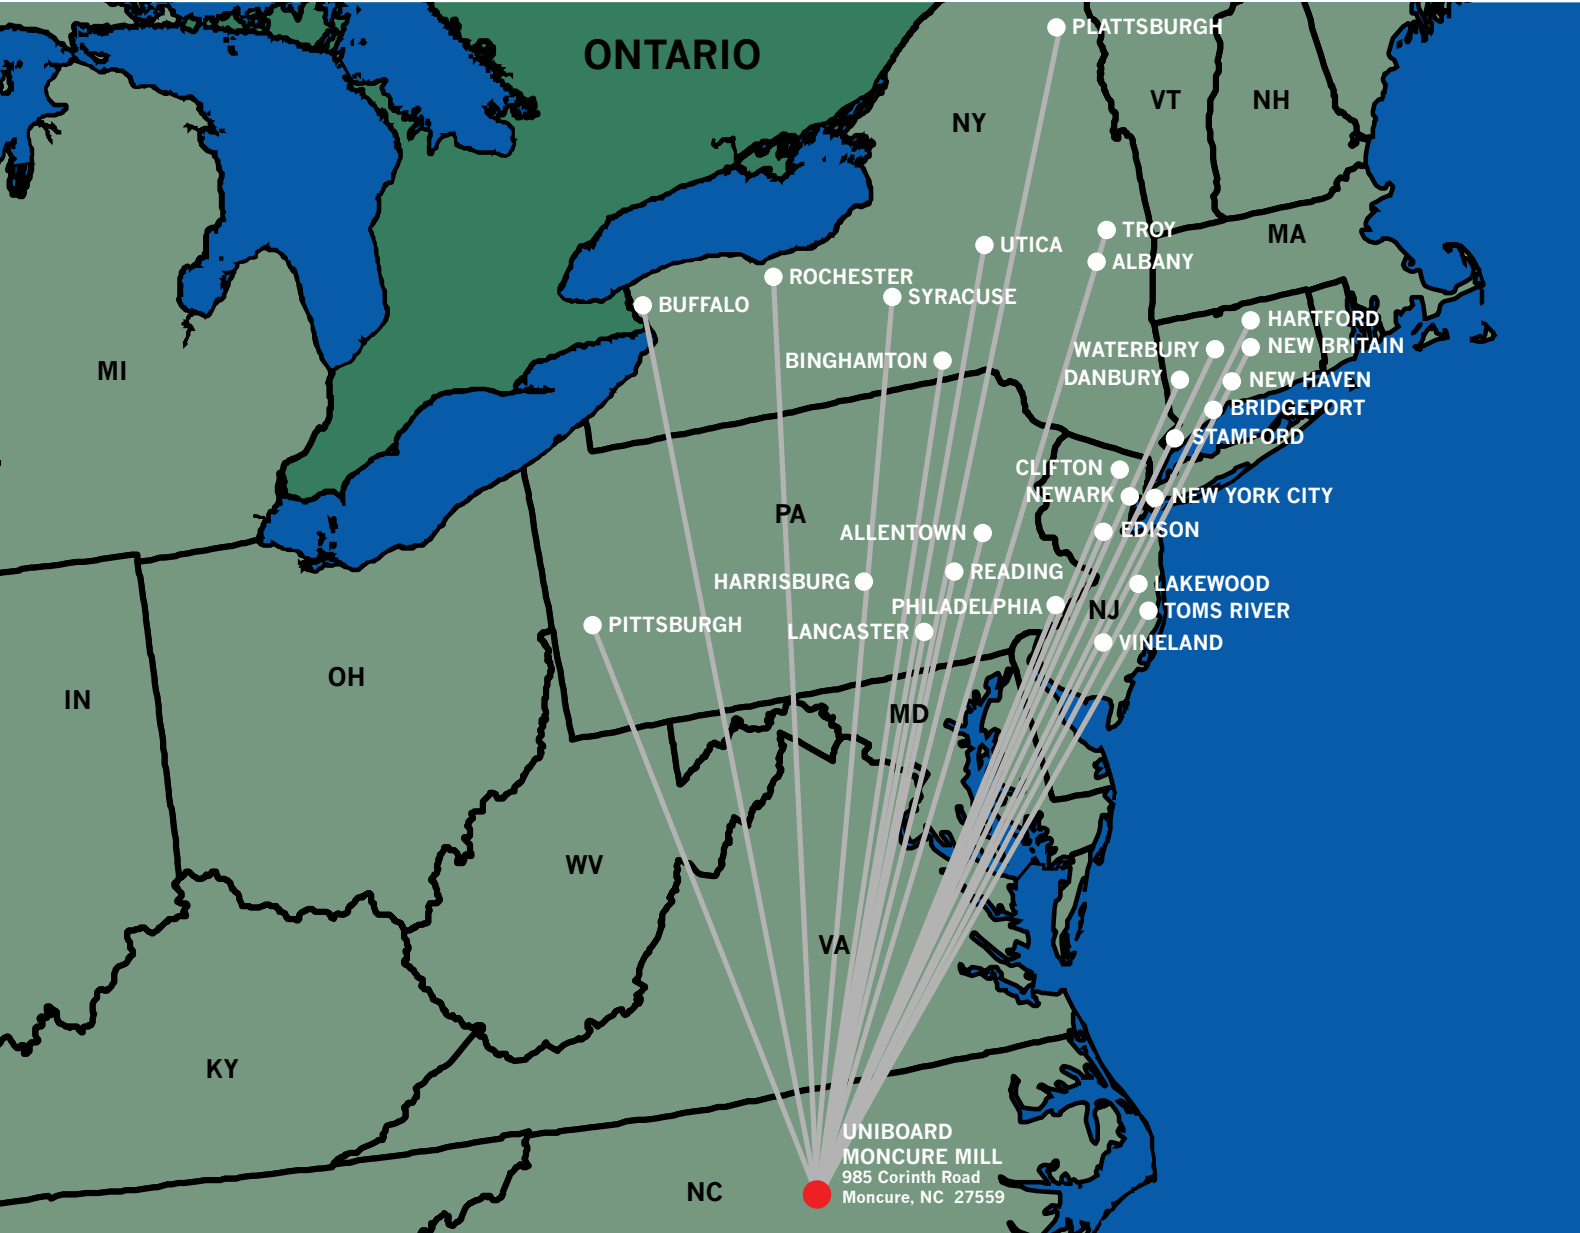 PLATTSBURGH
ONTARIO
VT
NH
NY
TROY
MA
UTICA
ALBANY
ROCHESTER
SYRACUSE
BUFFALO
HARTFORD
NEW BRITAIN
WATERBURY
BINGHAMTON
MI
DANBURY
NEW HAVEN
BRIDGEPORT
STAMFORD
CLIFTON
NEWARK
NEW YORK CITY
PA
ALLENTOWN
EDISON
READING
HARRISBURG
LAKEWOOD
PHILADELPHIA
NJ
TOMS RIVER
PITTSBURGH
LANCASTER
VINELAND
OH
IN
MD
WV
VA
KY
UNIBOARD
MONCURE MILL
985 Corinth Road
Moncure, NC 27559
NC